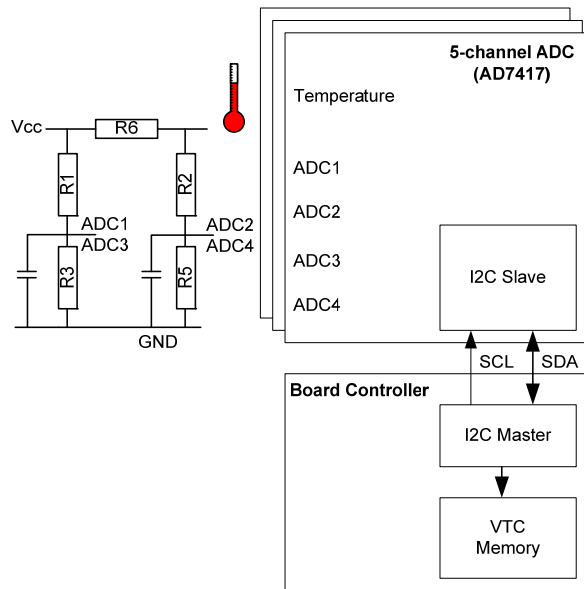 5-channel ADC
(AD7417)
Temperature
Vcc
R6
R1
R2
ADC1
ADC1
ADC2
ADC2
ADC3
ADC4
R3
R5
ADC3
I2C Slave
ADC4
GND
SCL
SDA
Board Controller
I2C Master
VTC
Memory